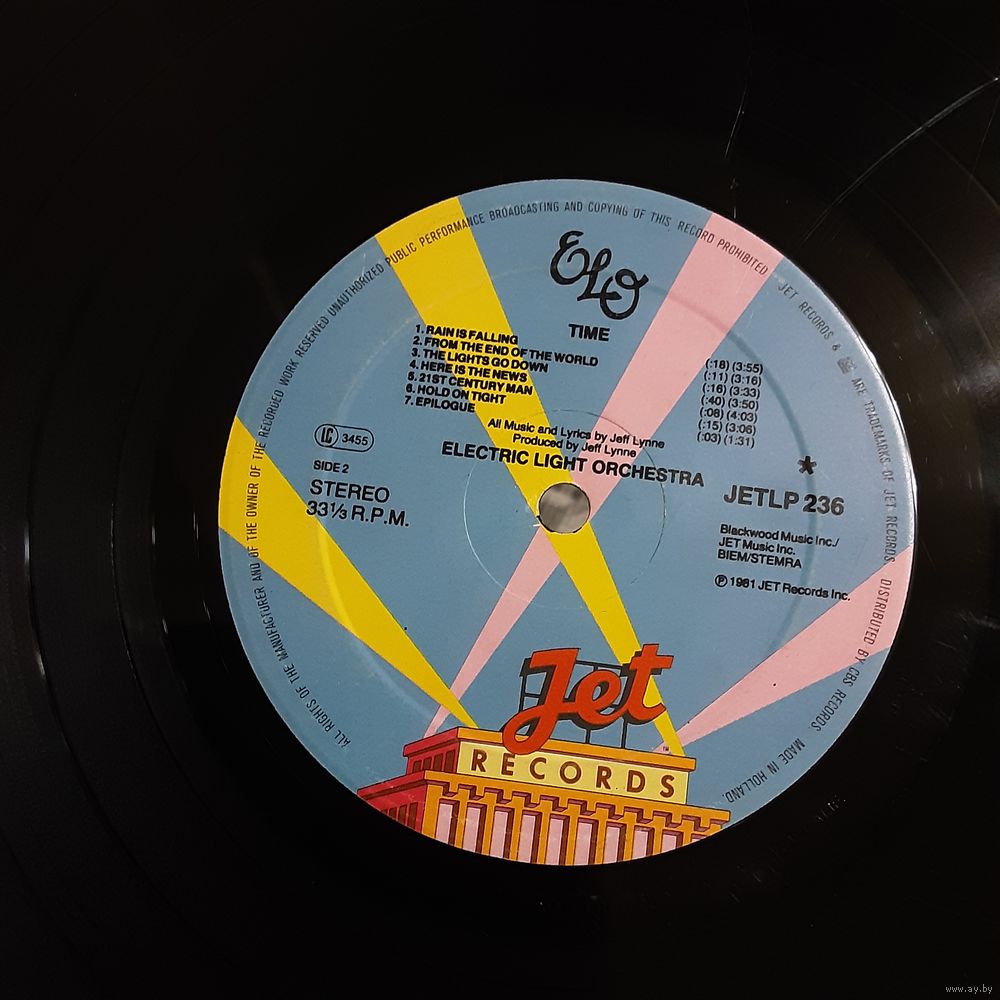 ALL RIGHTS OF THE MANUFACTURER AND OF THE OWNER OF THE RECORDED WORK RESERVED UNAUTHORIZED PUBLIC PERFORMANCE BROADCASTING AND COPYING OF THIS RECORD PROHIBITED
JET RECORDS & ARE TRADEMARKS OF JET RECORDS. DISTRIBUTED BY CBS RECORDS. MADE IN HOLLAND.
ELO
TIME
1. RAIN IS FALLING (:18) (3:55)
2. FROM THE END OF THE WORLD (:11) (3:16)
3. THE LIGHTS GO DOWN (:16) (3:33)
4. HERE IS THE NEWS (:40) (3:50)
5. 21ST CENTURY MAN (:08) (4:03)
6. HOLD ON TIGHT (:15) (3:06)
7. EPILOGUE (:03) (1:31)
All Music and Lyrics by Jeff Lynne
Produced by Jeff Lynne
ELECTRIC LIGHT ORCHESTRA
LC 3455
SIDE 2
STEREO
33⅓ R.P.M.
*
JETLP 236
Blackwood Music Inc./
JET Music Inc.
BIEM/STEMRA
℗ 1981 JET Records Inc.
Jet
RECORDS
TM
www.ay.by